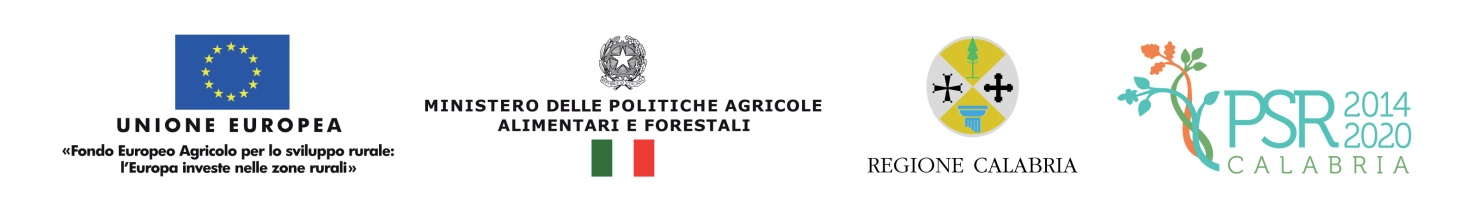 UNIONE EUROPEA
«Fondo Europeo Agricolo per lo sviluppo rurale:
l'Europa investe nelle zone rurali»
MINISTERO DELLE POLITICHE AGRICOLE
ALIMENTARI E FORESTALI
REGIONE CALABRIA
PSR 2014
2020
CALABRIA